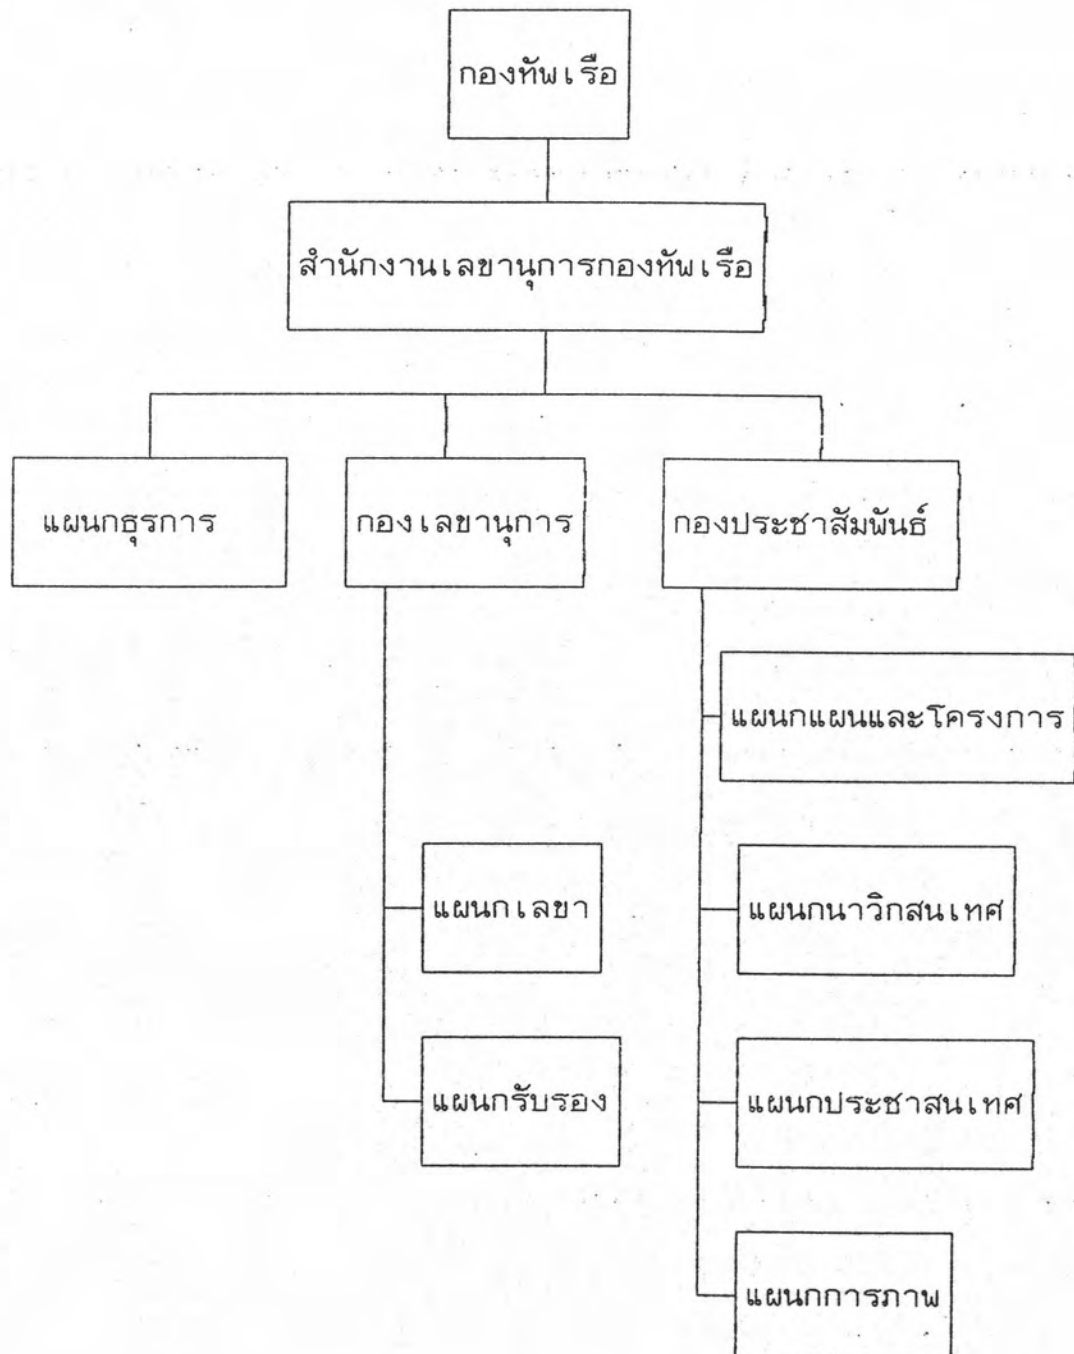 กองทัพเรือ
สำนักงานเลขานุการกองทัพเรือ
แผนกธุรการ
กองเลขานุการ
กองประชาสัมพันธ์
แผนกแผนและโครงการ
แผนกเลขา
แผนกนาวิกสนเทศ
แผนกรับรอง
แผนกประชาสนเทศ
แผนกการภาพ